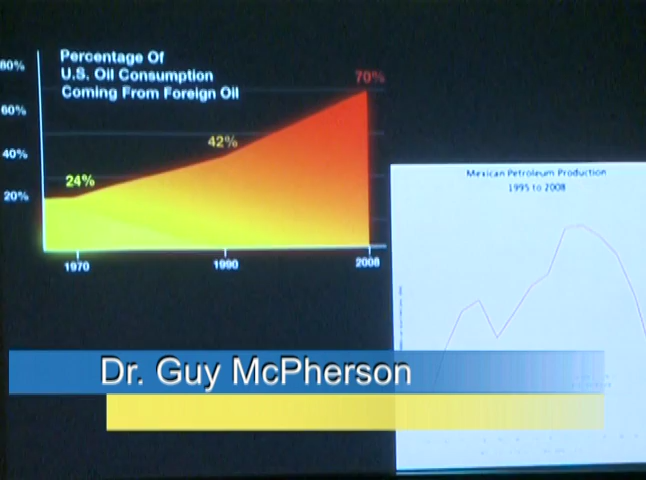 Percentage Of
U.S. Oil Consumption
Coming From Foreign Oil
80%
60%
40%
20%
24%
42%
70%
1970
1990
2008
Mexican Petroleum Production
1995 to 2008
Dr. Guy McPherson